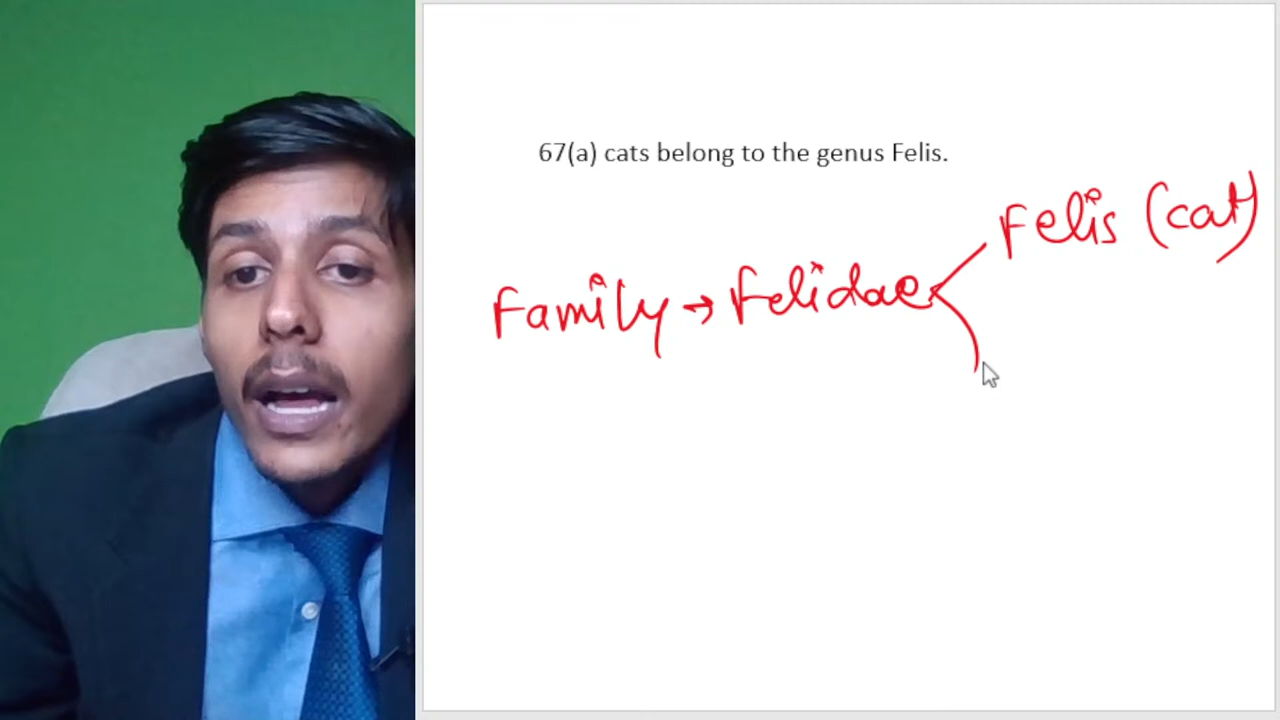 67(a) cats belong to the genus Felis.
Felis (cat)
Family → Felidae